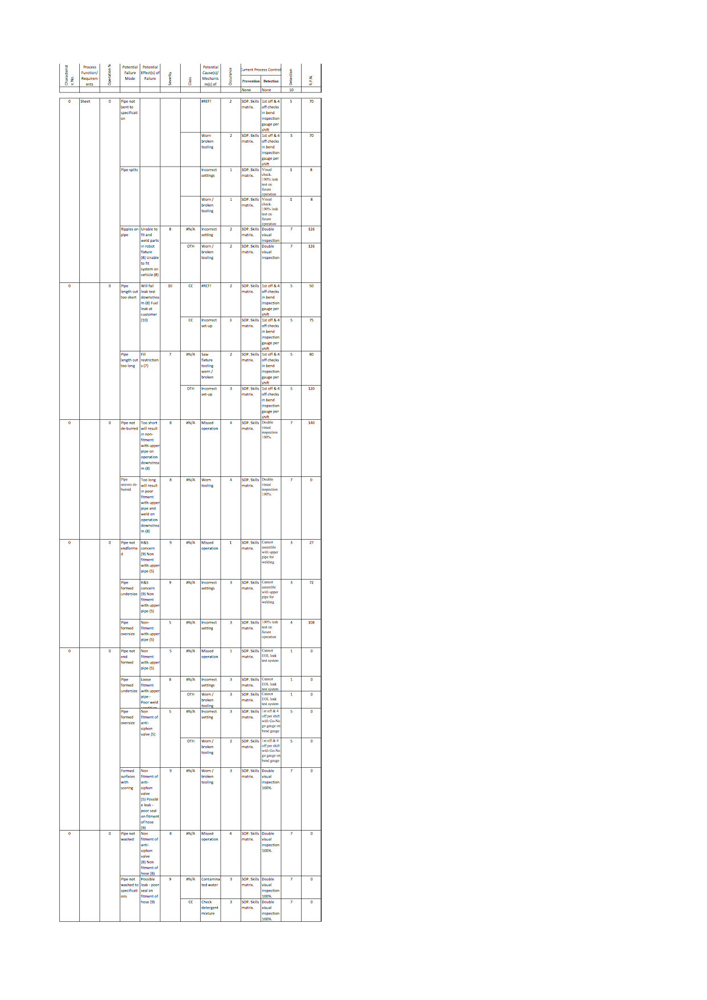 Characterist
ic No.
Process
Function/
Requirem
ents
Operation N
Potential
Failure
Mode
Potential
Effect(s) of
Failure
Severity
Class
Potential
Cause(s)/
Mechanis
m(s) of
Occurance
Current Process Control
Prevention
Detection
Detection
R.P.N.
None
None
10
0
Sheet
0
Pipe not
bent to
specificati
on
#REF!
2
SOP. Skills
matrix.
1st off & 4
off checks
in bend
inspection
gauge per
shift
5
70
Worn
broken
tooling
2
SOP. Skills
matrix.
1st off & 4
off checks
in bend
inspection
gauge per
shift
5
70
Pipe splits
Incorrect
settings
1
SOP. Skills
matrix.
Visual
check.
100% leak
test on
future
operation
1
8
Worn /
broken
tooling
1
SOP. Skills
matrix.
Visual
check.
100% leak
test on
future
operation
1
8
Ripples on
pipe
Unable to
fit and
weld parts
in robot
fixture
(8) Unable
to fit
system on
vehicle (8)
8
#N/A
Incorrect
setting
2
SOP. Skills
matrix.
Double
visual
inspection
7
126
OTH
Worn /
broken
tooling
2
SOP. Skills
matrix.
Double
visual
inspection
7
126
0
0
Pipe
length cut
too short
Will fail
leak test
downstrea
m (8) Fuel
leak at
customer
(10)
10
CC
#REF!
2
SOP. Skills
matrix.
1st off & 4
off checks
in bend
inspection
gauge per
shift
5
50
CC
Incorrect
set-up
3
SOP. Skills
matrix.
1st off & 4
off checks
in bend
inspection
gauge per
shift
5
75
Pipe
length cut
too long
Fill
restriction
s (7)
7
#N/A
Saw
fixture
tooling
worn /
broken
2
SOP. Skills
matrix.
1st off & 4
off checks
in bend
inspection
gauge per
shift
5
80
OTH
Incorrect
set-up
3
SOP. Skills
matrix.
1st off & 4
off checks
in bend
inspection
gauge per
shift
5
120
0
0
Pipe not
de-burred
Too short
will result
in non-
fitment
with upper
pipe on
operation
downstrea
m (8)
8
#N/A
Missed
operation
4
SOP. Skills
matrix.
Double
visual
inspection
100%.
7
140
Pipe
uneven de-
burred
Too long
will result
in poor
fitment
with upper
pipe and
weld on
operation
downstrea
m (8)
8
#N/A
Worn
tooling
4
SOP. Skills
matrix.
Double
visual
inspection
100%.
7
0
0
0
Pipe not
endforme
d
H&S
concern
(9) Non
fitment
with upper
pipe (5)
9
#N/A
Missed
operation
1
SOP. Skills
matrix.
Cannot
assemble
with upper
pipe for
welding
3
27
Pipe
formed
undersize
H&S
concern
(9) Non
fitment
with upper
pipe (5)
9
#N/A
Incorrect
settings
3
SOP. Skills
matrix.
Cannot
assemble
with upper
pipe for
welding
3
72
Pipe
formed
oversize
Non-
fitment
with upper
pipe (5)
5
#N/A
Incorrect
setting
3
SOP. Skills
matrix.
100% leak
test on
future
operation
4
108
0
0
Pipe not
end
formed
Non
fitment
with upper
pipe (5)
5
#N/A
Missed
operation
1
SOP. Skills
matrix.
Cannot
EOL leak
test system
1
0
Pipe
formed
undersize
Loose
fitment
with upper
pipe -
Poor weld
condition
8
#N/A
Incorrect
settings
3
SOP. Skills
matrix.
Cannot
EOL leak
test system
1
0
OTH
Worn /
broken
tooling
3
SOP. Skills
matrix.
Cannot
EOL leak
test system
1
0
Pipe
formed
oversize
Non
fitment of
anti-
siphon
valve (5)
5
#N/A
Incorrect
setting
3
SOP. Skills
matrix.
1st off & 4
off per shift
with Go-No
go gauge on
bend gauge
5
0
OTH
Worn /
broken
tooling
2
SOP. Skills
matrix.
1st off & 4
off per shift
with Go-No
go gauge on
bend gauge
5
0
Formed
surfaces
with
scoring
Non
fitment of
anti-
siphon
valve
(5) Possibl
e leak -
poor seal
on fitment
of hose
(9)
9
#N/A
Worn /
broken
tooling
3
SOP. Skills
matrix.
Double
visual
inspection
100%.
7
0
0
0
Pipe not
washed
Non
fitment of
anti-
siphon
valve
(8) Non
fitment of
hose (8)
8
#N/A
Missed
operation
4
SOP. Skills
matrix.
Double
visual
inspection
100%.
7
0
Pipe not
washed to
specificati
ons
Possible
leak - poor
seal on
fitment of
hose (9)
9
#N/A
Contamina
ted water
3
SOP. Skills
matrix.
Double
visual
inspection
100%.
7
0
CC
Check
detergent
mixture
3
SOP. Skills
matrix.
Double
visual
inspection
100%.
7
0